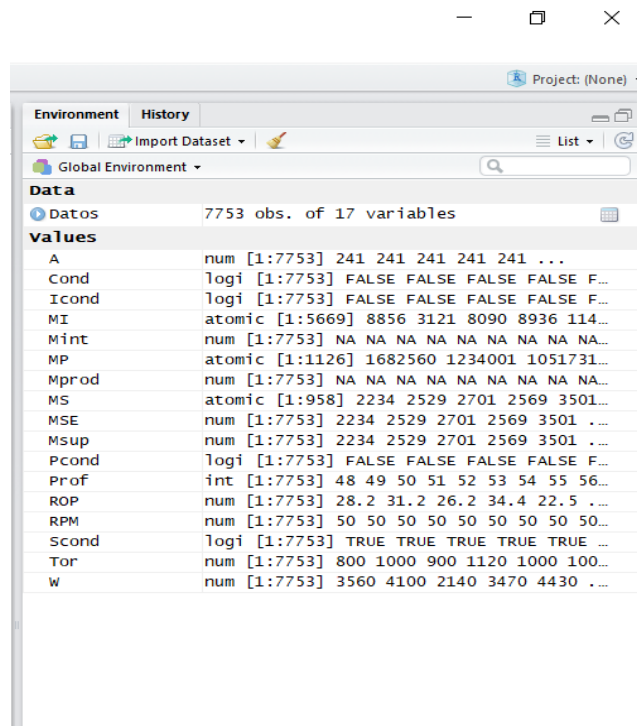 Project: (None)
Environment History
Import Dataset List
Global Environment
Data
Datos 7753 obs. of 17 variables
Values
A num [1:7753] 241 241 241 241 241 ...
Cond logi [1:7753] FALSE FALSE FALSE FALSE F…
Icond logi [1:7753] FALSE FALSE FALSE FALSE F…
MI atomic [1:5669] 8856 3121 8090 8936 114…
Mint num [1:7753] NA NA NA NA NA NA NA NA…
MP atomic [1:1126] 1682560 1234001 1051731…
Mprod num [1:7753] NA NA NA NA NA NA NA NA…
MS atomic [1:958] 2234 2529 2701 2569 3501…
MSE num [1:7753] 2234 2529 2701 2569 3501 .…
Msup num [1:7753] 2234 2529 2701 2569 3501 .…
Pcond logi [1:7753] FALSE FALSE FALSE FALSE F…
Prof int [1:7753] 48 49 50 51 52 53 54 55 56…
ROP num [1:7753] 28.2 31.2 26.2 34.4 22.5 .…
RPM num [1:7753] 50 50 50 50 50 50 50 50 50…
Scond logi [1:7753] TRUE TRUE TRUE TRUE TRUE …
Tor num [1:7753] 800 1000 900 1120 1000 100…
W num [1:7753] 3560 4100 2140 3470 4430 .…